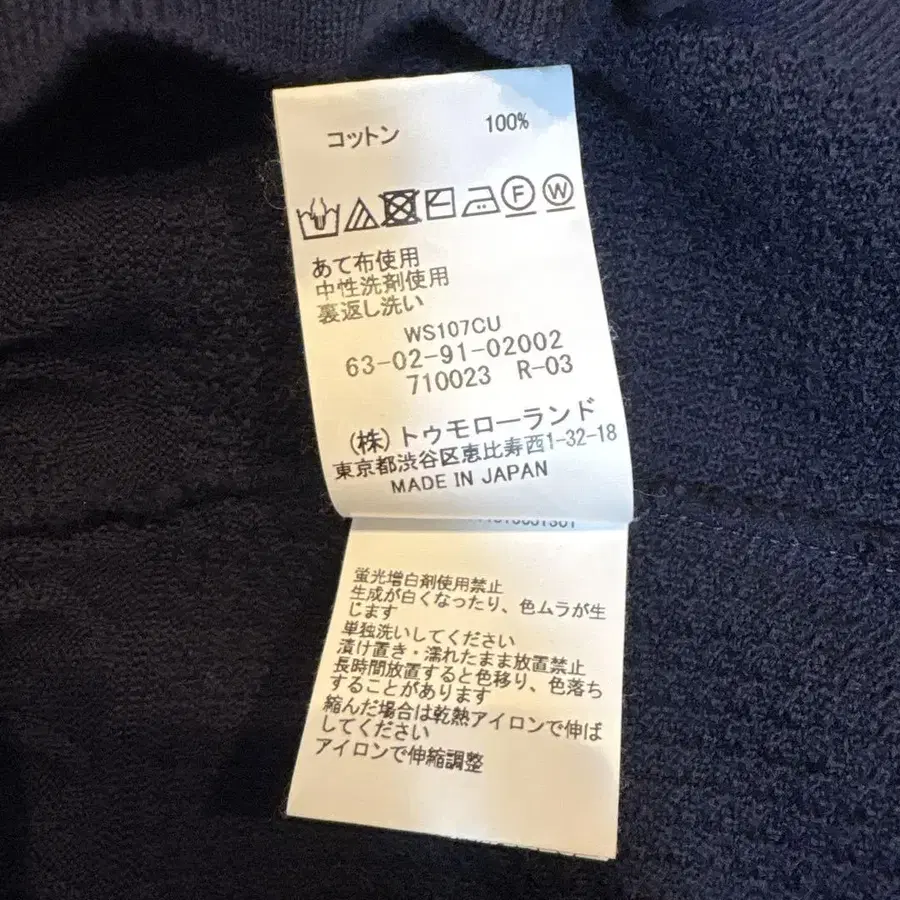 コットン 100%
F W
あて布使用
中性洗剤使用
裏返し洗い
WS107CU
63-02-91-02002
710023 R-03
(株)トゥモローランド
東京都渋谷区恵比寿西1-32-18
MADE IN JAPAN
蛍光増白剤使用禁止
生成が白くなったり、色ムラが生
じます
単独洗いしてください
漬け置き・濡れたまま放置禁止
長時間放置すると色移り、色落ち
することがあります
縮んだ場合は乾熱アイロンで伸ば
してください
アイロンで伸縮調整